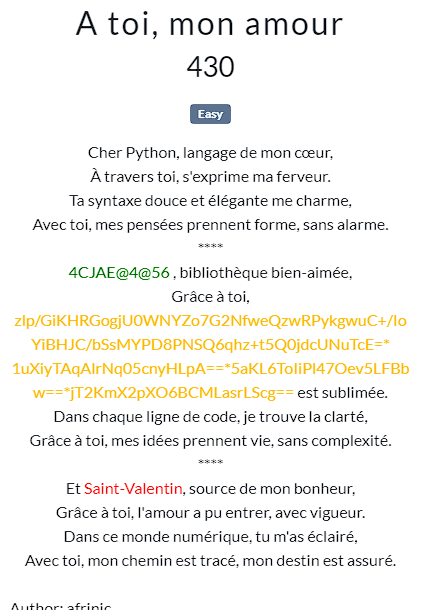 A toi, mon amour
430
Easy
Cher Python, langage de mon cœur,
À travers toi, s'exprime ma ferveur.
Ta syntaxe douce et élégante me charme,
Avec toi, mes pensées prennent forme, sans alarme.
****
4CJAE@4@56 , bibliothèque bien-aimée,
Grâce à toi,
zIp/GiKHRGogjU0WNYZo7G2NfweQzwRPykgwuC+/Io
YiBHJC/bSsMYPD8PNSQ6qhz+t5Q0jdcUNuTcE=*
1uXiyTAqAlrNq05cnyHLpA==*5aKL6ToIiPl47Oev5LFBb
w==*jT2KmX2pXO6BCMLasrLScg== est sublimée.
Dans chaque ligne de code, je trouve la clarté,
Grâce à toi, mes idées prennent vie, sans complexité.
****
Et Saint-Valentin, source de mon bonheur,
Grâce à toi, l'amour a pu entrer, avec vigueur.
Dans ce monde numérique, tu m'as éclairé,
Avec toi, mon chemin est tracé, mon destin est assuré.
Author: afrinic